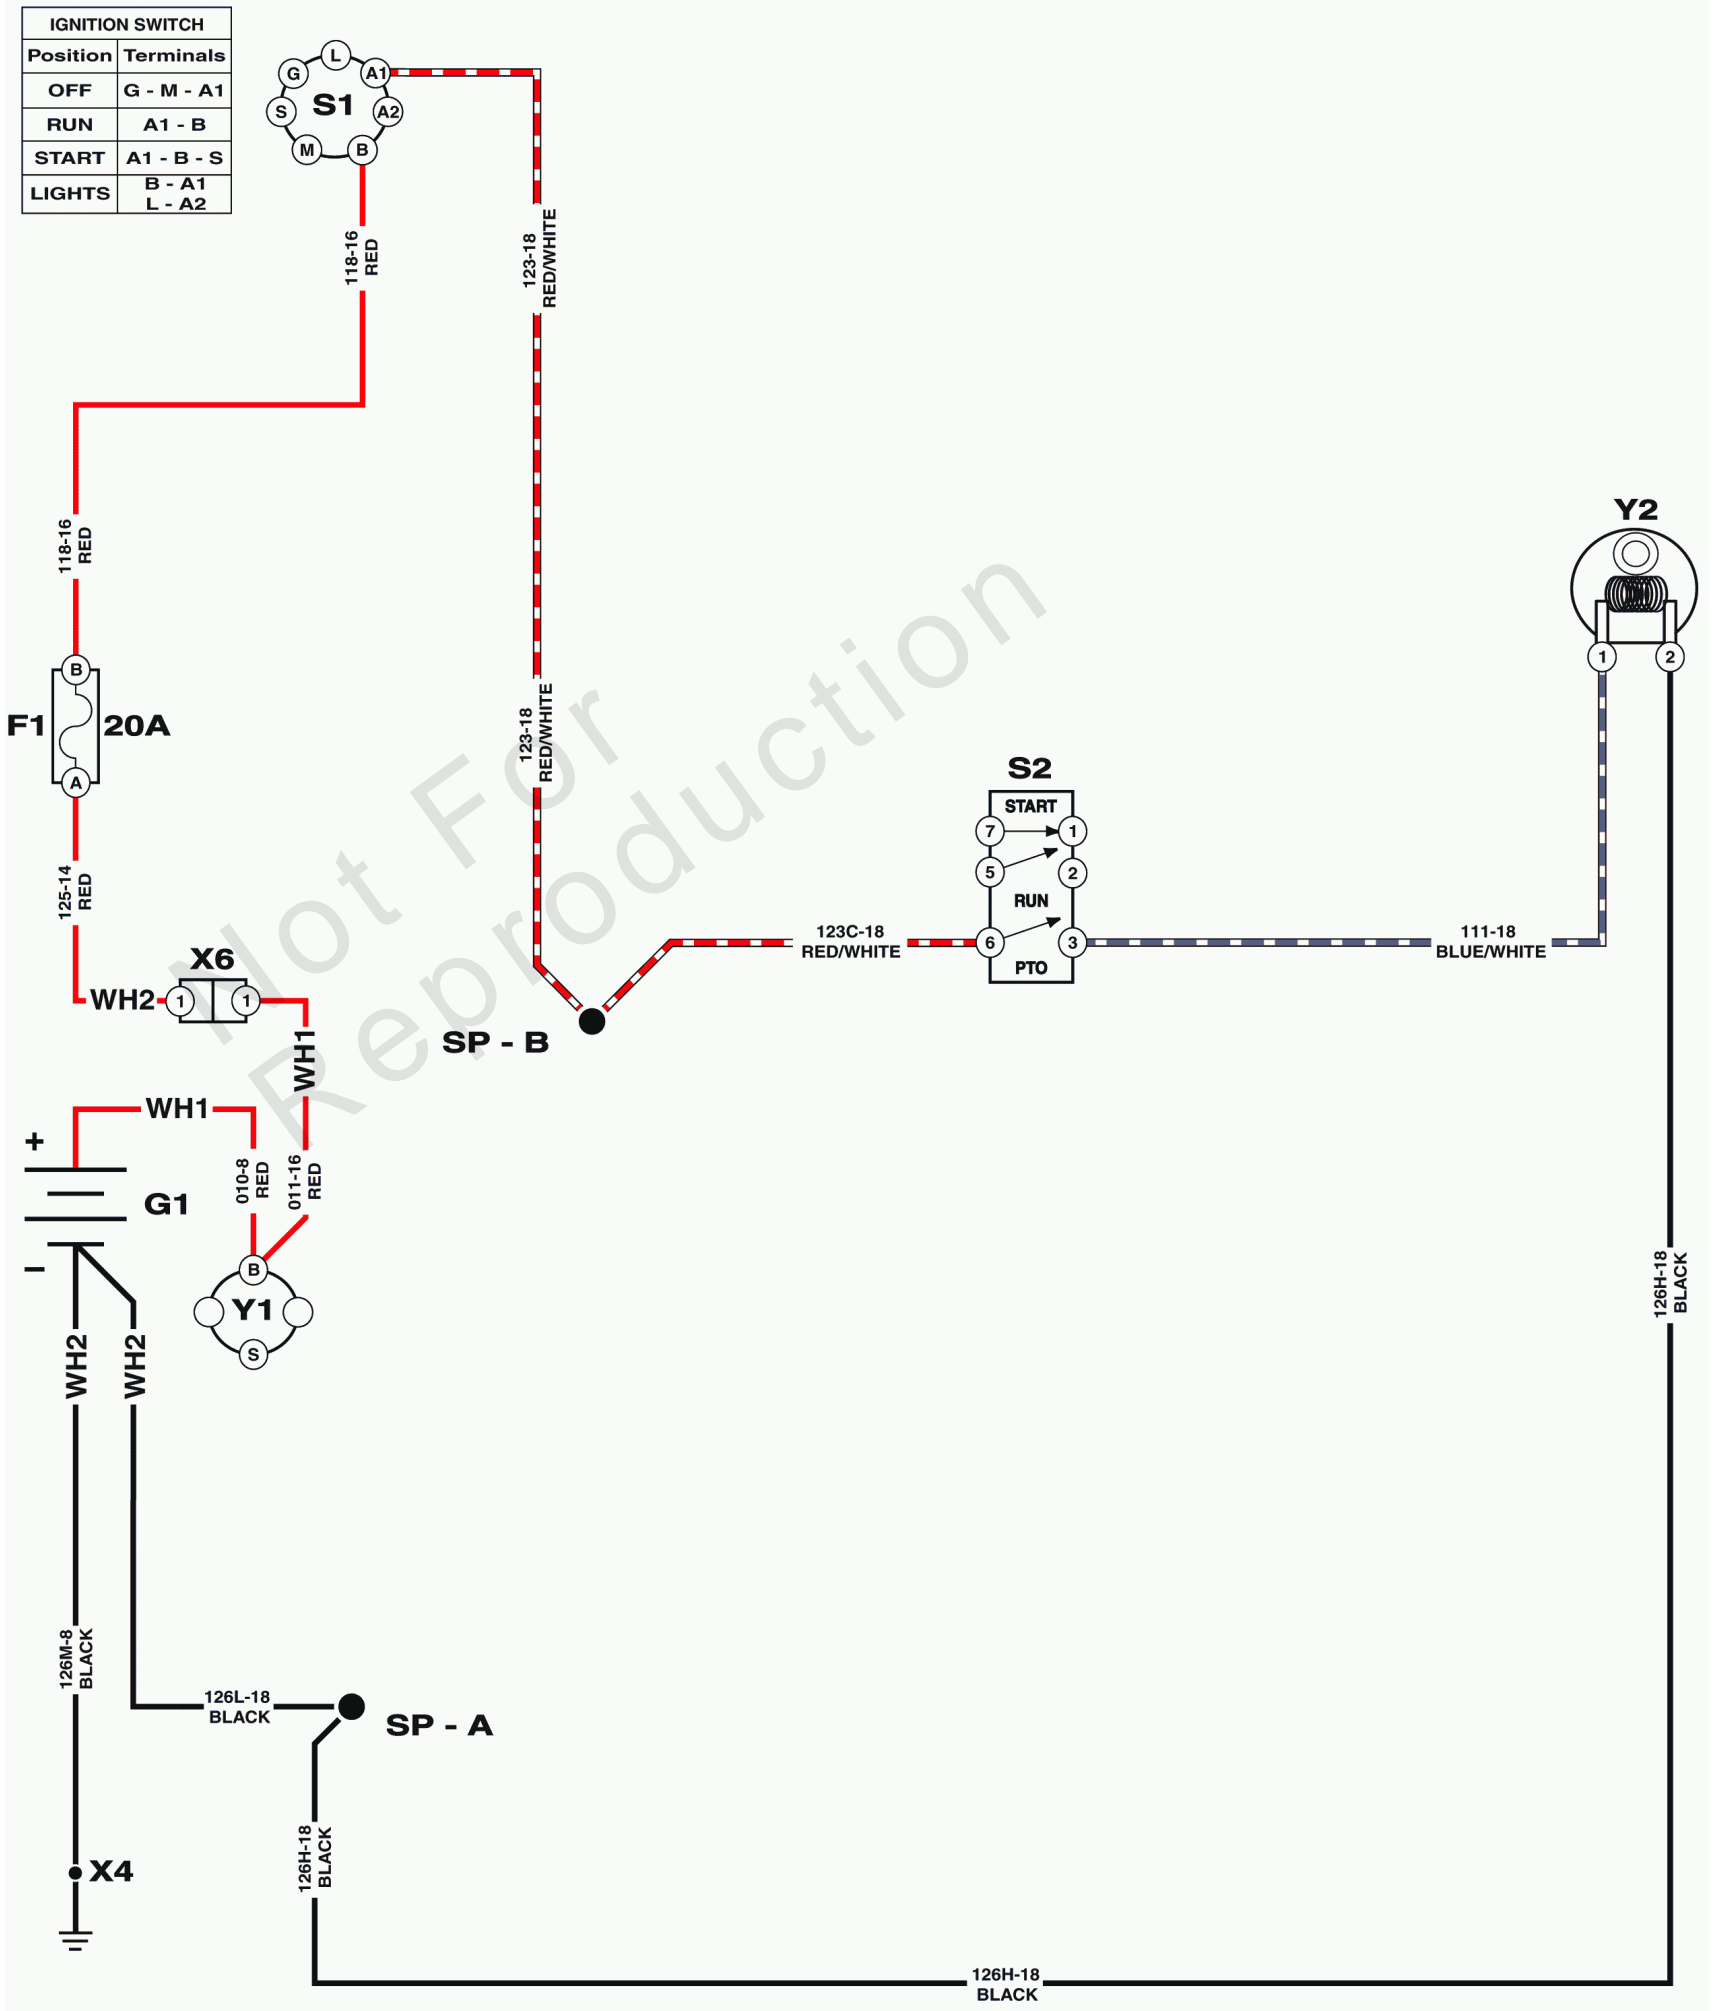 IGNITION SWITCH
Position Terminals
OFF G - M - A1
RUN A1 - B
START A1 - B - S
LIGHTS B - A1
L - A2
L
G
A1
S
S1
A2
M
B
118-16
RED
123-18
RED/WHITE
118-16
RED
Y2
1
2
B
F1
20A
A
123-18
RED/WHITE
S2
START
7
1
5
2
RUN
6
3
PTO
125-14
RED
123C-18
RED/WHITE
111-18
BLUE/WHITE
X6
WH2
1
1
SP - B
WH1
WH1
+
G1
-
010-8
RED
011-16
RED
B
Y1
S
126H-18
BLACK
WH2
WH2
126M-8
BLACK
126L-18
BLACK
SP - A
X4
126H-18
BLACK
126H-18
BLACK
Not For
Reproduction